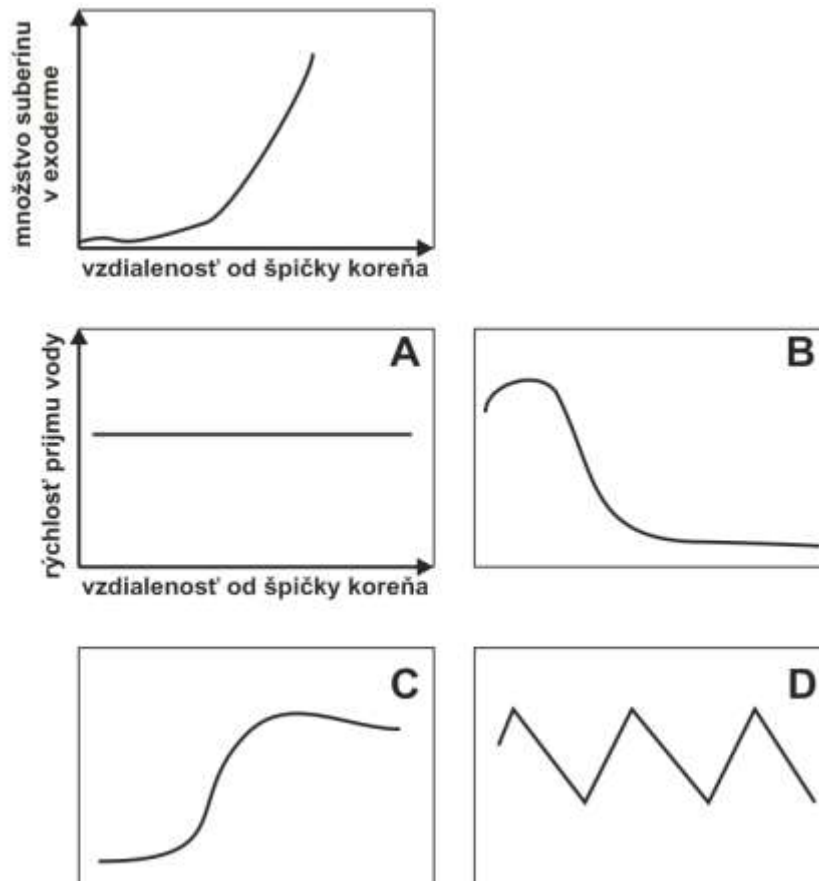 množstvo suberínu
v exoderme
vzdialenosť od špičky koreňa
rýchlosť príjmu vody
A
B
vzdialenosť od špičky koreňa
C
D